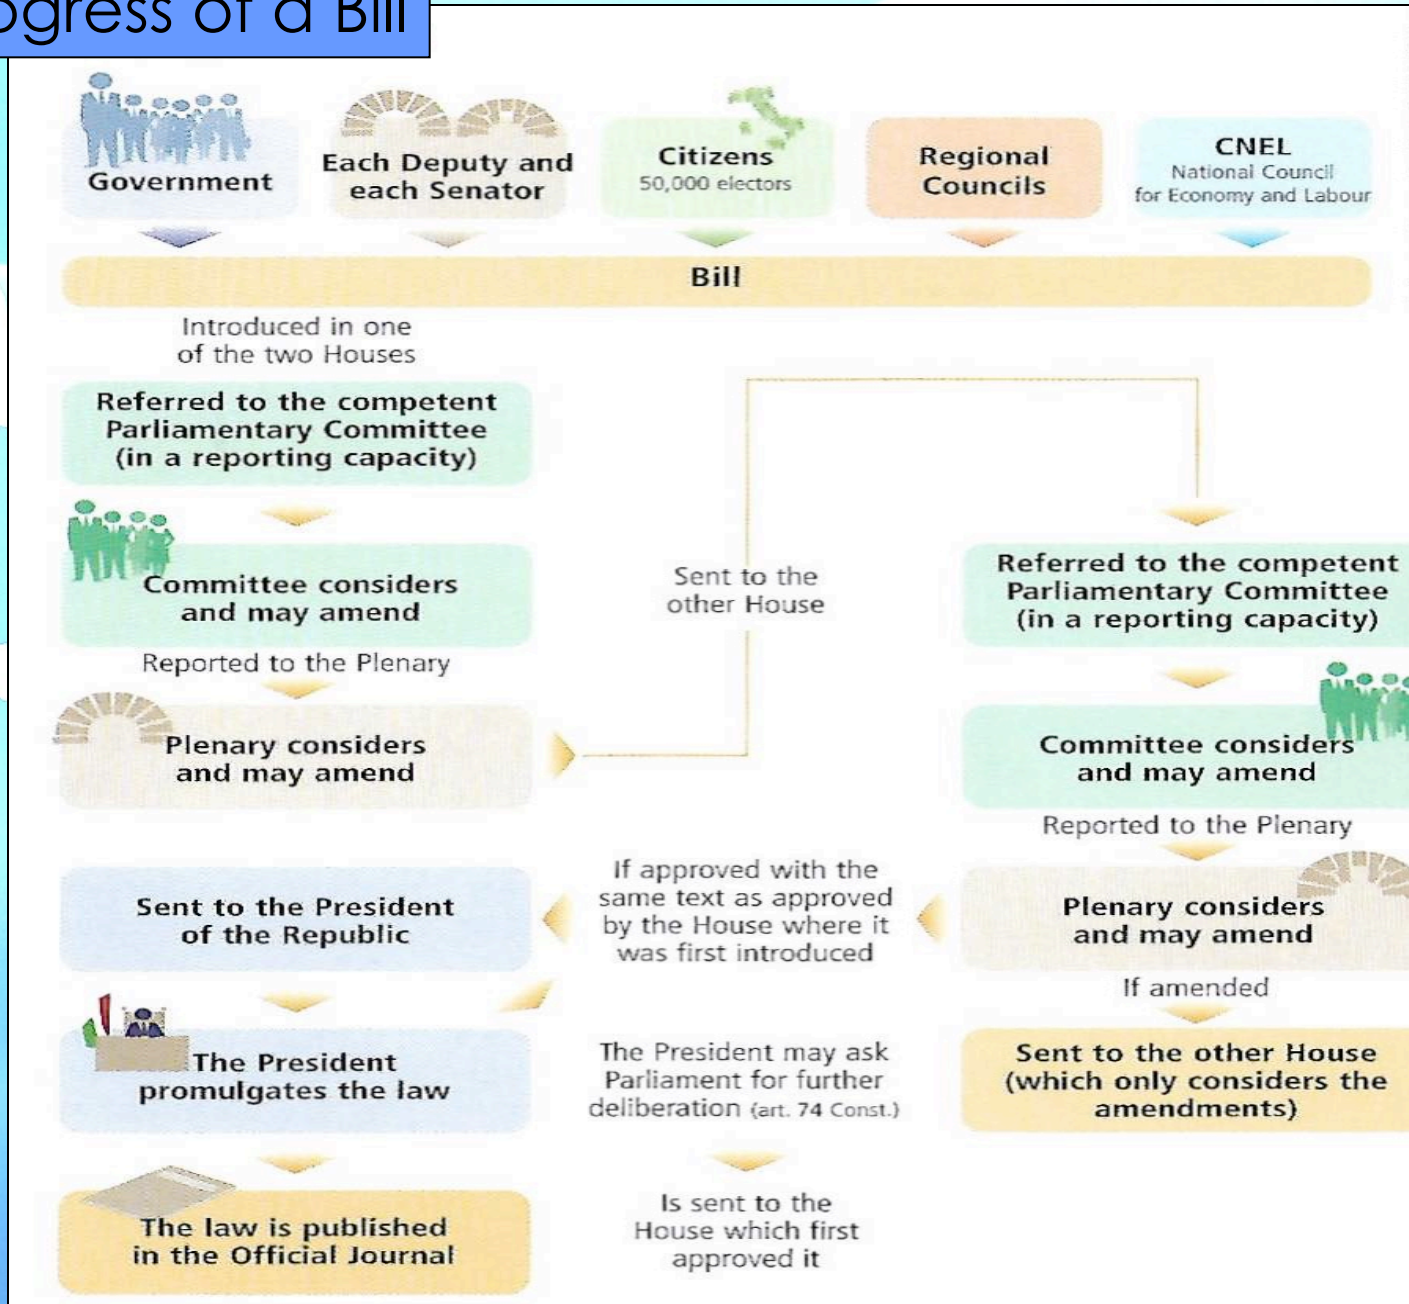 ogress of a Bill
Government
Each Deputy and
each Senator
Citizens
50,000 electors
Regional
Councils
CNEL
National Council
for Economy and Labour
Bill
Introduced in one
of the two Houses
Referred to the competent
Parliamentary Committee
(in a reporting capacity)
Committee considers
and may amend
Reported to the Plenary
Plenary considers
and may amend
Sent to the
other House
Referred to the competent
Parliamentary Committee
(in a reporting capacity)
Committee considers
and may amend
Reported to the Plenary
Plenary considers
and may amend
If amended
Sent to the other House
(which only considers the
amendments)
If approved with the
same text as approved
by the House where it
was first introduced
Sent to the President
of the Republic
The President
promulgates the law
The law is published
in the Official Journal
The President may ask
Parliament for further
deliberation (art. 74 Const.)
Is sent to the
House which first
approved it